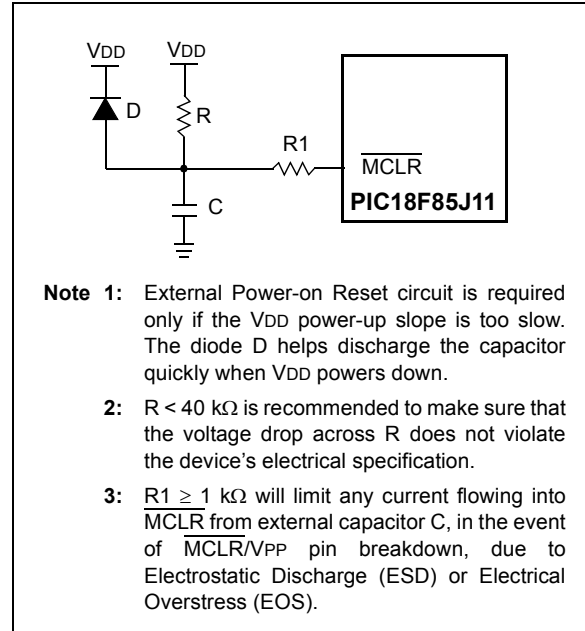 VDD VDD
D
R
R1
MCLR
C
PIC18F85J11
Note 1: External Power-on Reset circuit is required
only if the VDD power-up slope is too slow.
The diode D helps discharge the capacitor
quickly when VDD powers down.
2: R < 40 kΩ is recommended to make sure that
the voltage drop across R does not violate
the device's electrical specification.
3: R1 ≥ 1 kΩ will limit any current flowing into
MCLR from external capacitor C, in the event
of MCLR/VPP pin breakdown, due to
Electrostatic Discharge (ESD) or Electrical
Overstress (EOS).